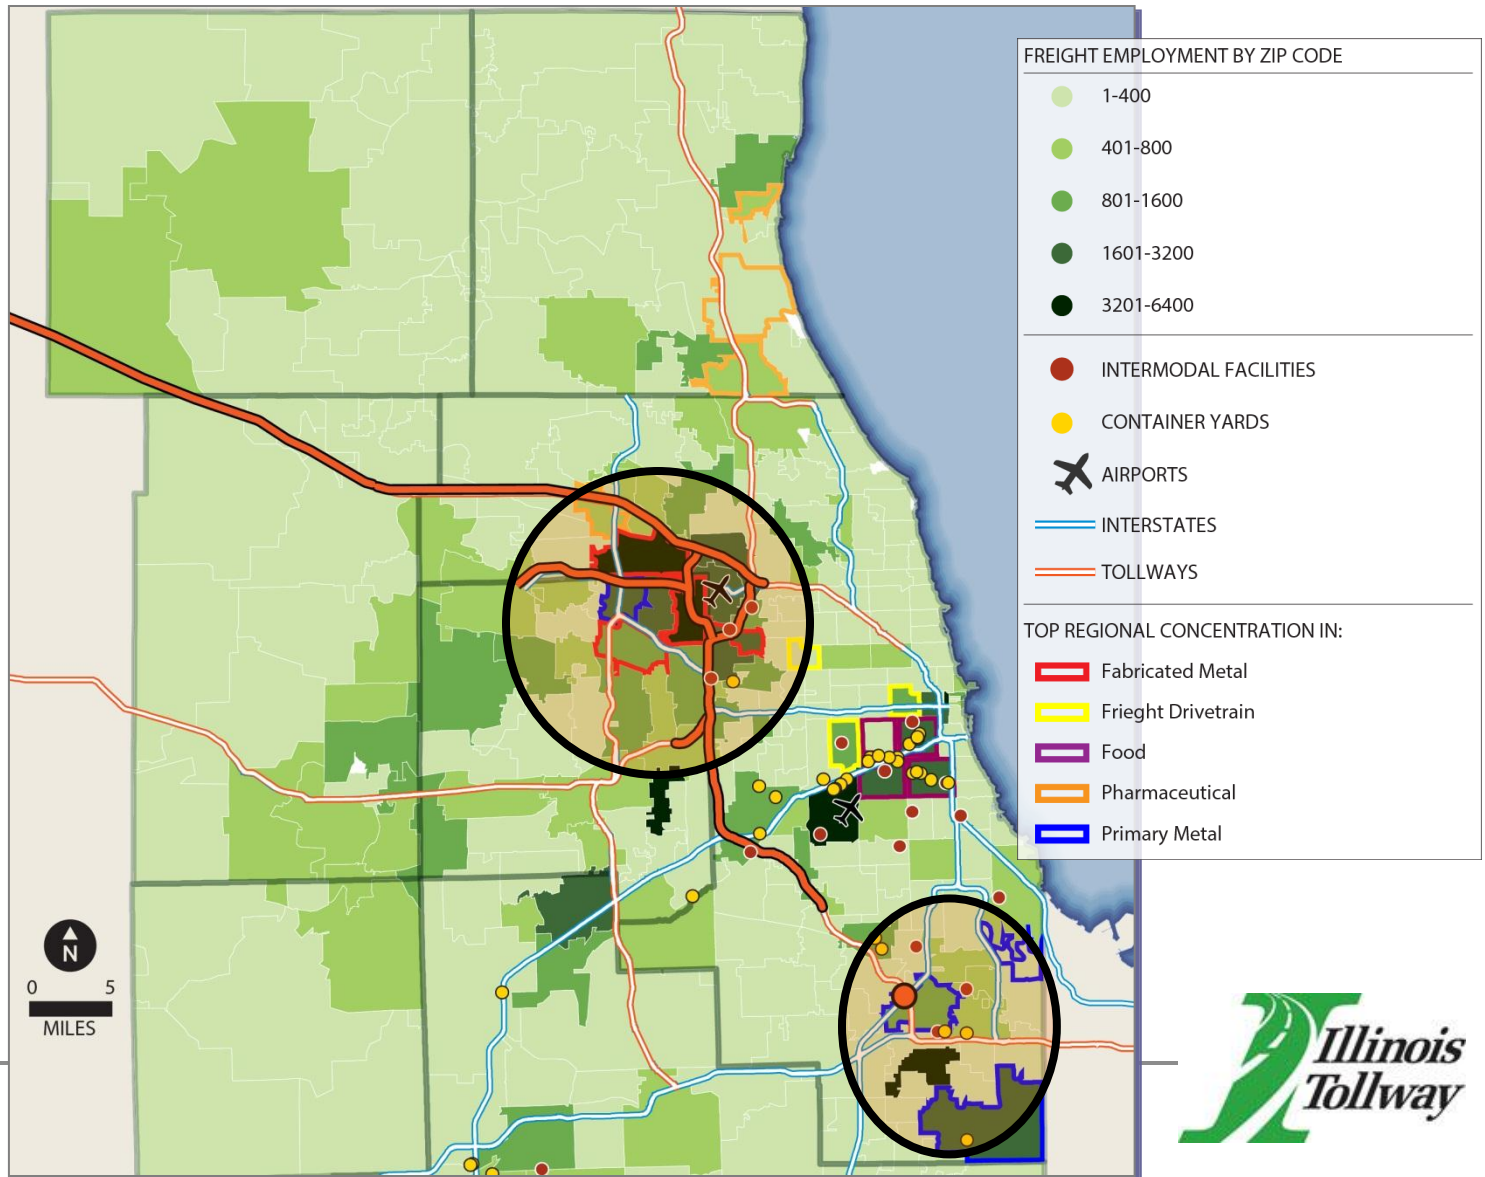 FREIGHT EMPLOYMENT BY ZIP CODE
1-400
401-800
801-1600
1601-3200
3201-6400
INTERMODAL FACILITIES
CONTAINER YARDS
AIRPORTS
INTERSTATES
TOLLWAYS
TOP REGIONAL CONCENTRATION IN:
Fabricated Metal
Frieght Drivetrain
Food
Pharmaceutical
Primary Metal
N
0 5
MILES
Illinois
Tollway